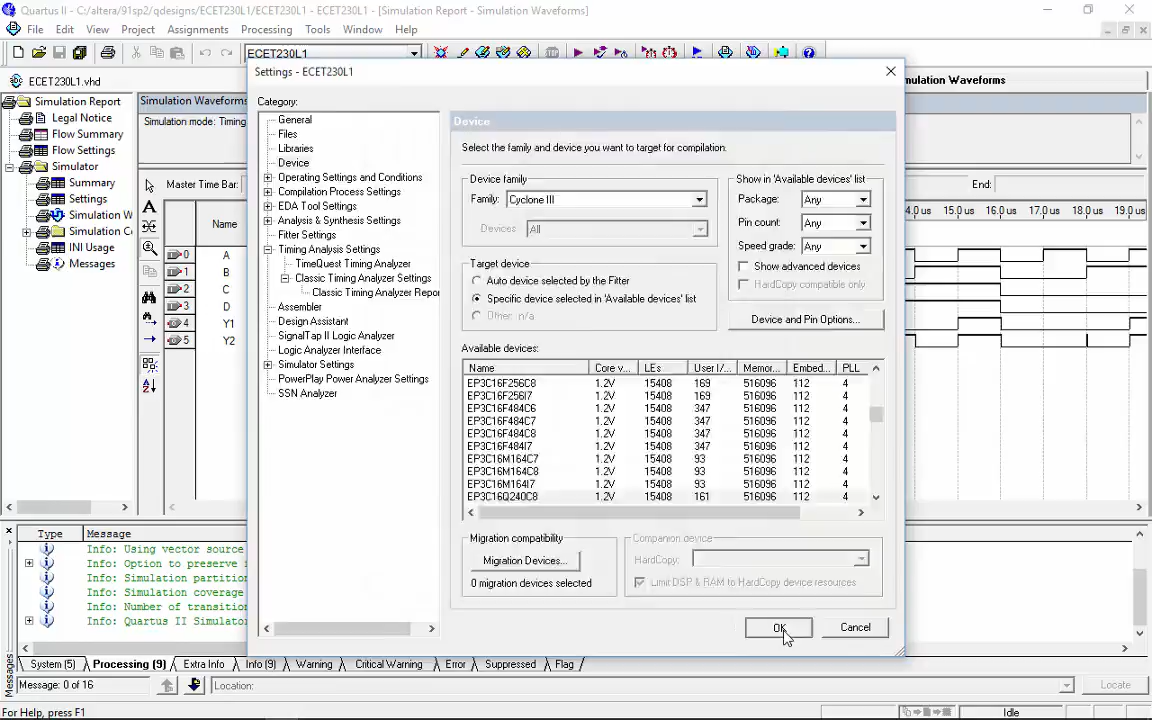 Quartus II - C:/altera/91sp2/qdesigns/ECET230L1/ECET230L1 - ECET230L1 - [Simulation Report - Simulation Waveforms]
File Edit View Project Assignments Processing Tools Window Help
ECET230L1
ECET230L1.vhd
Simulation Report
Legal Notice
Flow Summary
Flow Settings
Simulator
Summary
Settings
Simulation W
Simulation Co
INI Usage
Messages
Simulation Waveforms
Simulation mode: Timing
Master Time Bar:
Name
0 A
1 B
2 C
3 D
4 Y1
5 Y2
Settings - ECET230L1
Category:
General
Files
Libraries
Device
Operating Settings and Conditions
Compilation Process Settings
EDA Tool Settings
Analysis & Synthesis Settings
Fitter Settings
Timing Analysis Settings
TimeQuest Timing Analyzer
Classic Timing Analyzer Settings
Classic Timing Analyzer Repor
Assembler
Design Assistant
SignalTap II Logic Analyzer
Logic Analyzer Interface
Simulator Settings
PowerPlay Power Analyzer Settings
SSN Analyzer
Device
Select the family and device you want to target for compilation.
Device family
Family: Cyclone III
Devices: All
Target device
Auto device selected by the Fitter
Specific device selected in 'Available devices' list
Other: n/a
Show in 'Available devices' list
Package: Any
Pin count: Any
Speed grade: Any
Show advanced devices
HardCopy compatible only
Device and Pin Options...
Available devices:
Name Core v... LEs User I/... Memor... Embed... PLL
EP3C16F256C8 1.2V 15408 169 516096 112 4
EP3C16F256I7 1.2V 15408 169 516096 112 4
EP3C16F484C6 1.2V 15408 347 516096 112 4
EP3C16F484C7 1.2V 15408 347 516096 112 4
EP3C16F484C8 1.2V 15408 347 516096 112 4
EP3C16F484I7 1.2V 15408 347 516096 112 4
EP3C16M164C7 1.2V 15408 93 516096 112 4
EP3C16M164C8 1.2V 15408 93 516096 112 4
EP3C16M164I7 1.2V 15408 93 516096 112 4
EP3C16Q240C8 1.2V 15408 161 516096 112 4
Migration compatibility
Migration Devices...
0 migration devices selected
Companion device
HardCopy:
Limit DSP & RAM to HardCopy device resources
OK Cancel
mulation Waveforms
End:
4.0 us 15.0 us 16.0 us 17.0 us 18.0 us 19.0 us
Type Message
Info: Using vector source
Info: Option to preserve f
Info: Simulation partition
Info: Simulation coverage
Info: Number of transition
Info: Quartus II Simulator
System (5) Processing (9) Extra Info Info (9) Warning Critical Warning Error Suppressed Flag
Message: 0 of 16 Location: Locate
Messages
For Help, press F1 Idle